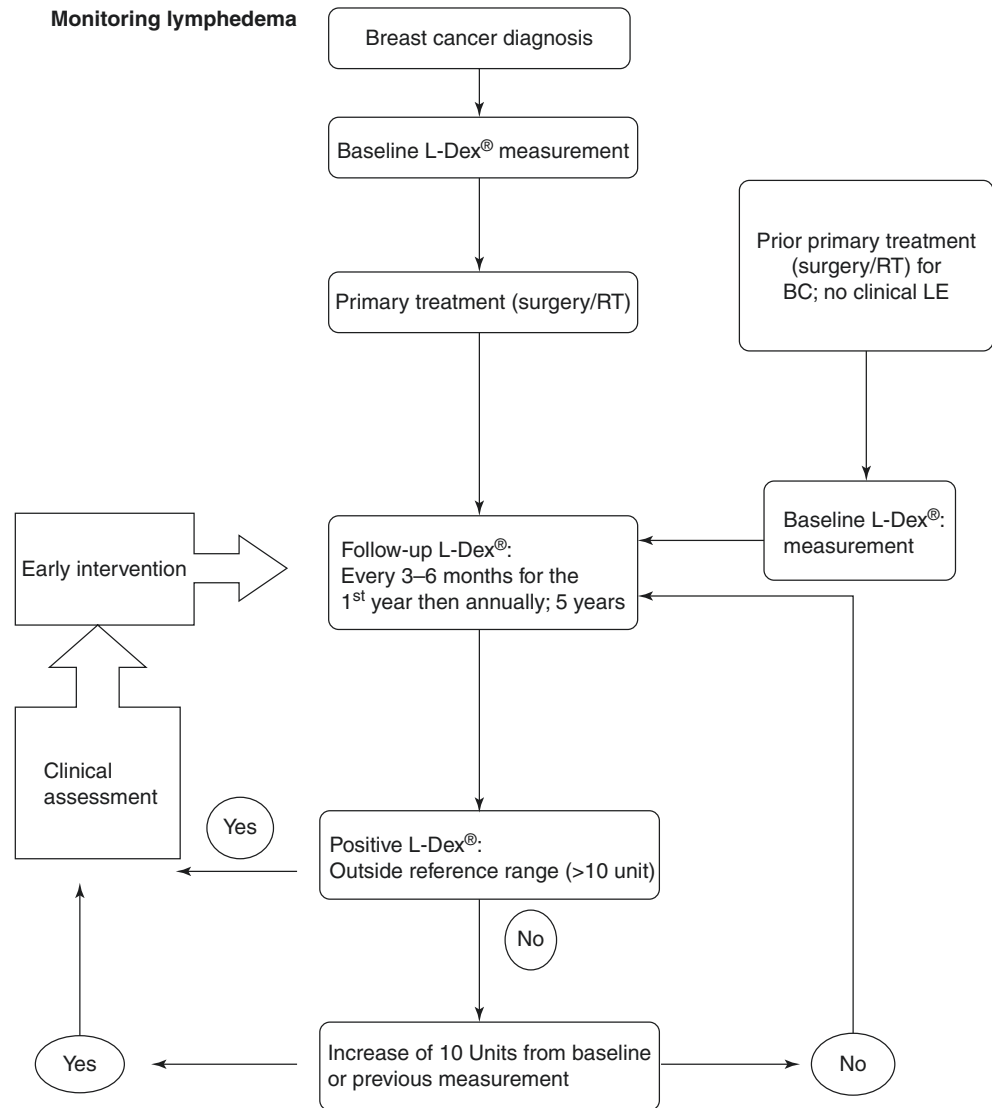 Monitoring lymphedema
Breast cancer diagnosis
Baseline L-Dex® measurement
Primary treatment (surgery/RT)
Prior primary treatment
(surgery/RT) for
BC; no clinical LE
Baseline L-Dex®:
measurement
Follow-up L-Dex®:
Every 3–6 months for the
1st year then annually; 5 years
Early intervention
Clinical
assessment
Yes
Positive L-Dex®:
Outside reference range (>10 unit)
No
Yes
Increase of 10 Units from baseline
or previous measurement
No